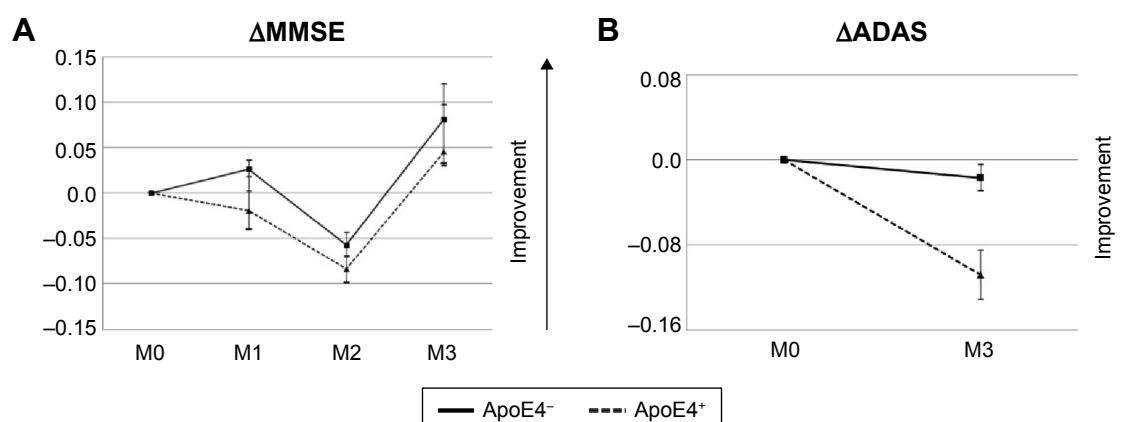 A
ΔMMSE
0.15
0.10
0.05
0.0
–0.05
–0.10
–0.15
M0 M1 M2 M3
Improvement
B
ΔADAS
0.08
0.0
–0.08
–0.16
M0 M3
Improvement
ApoE4⁻ ApoE4⁺